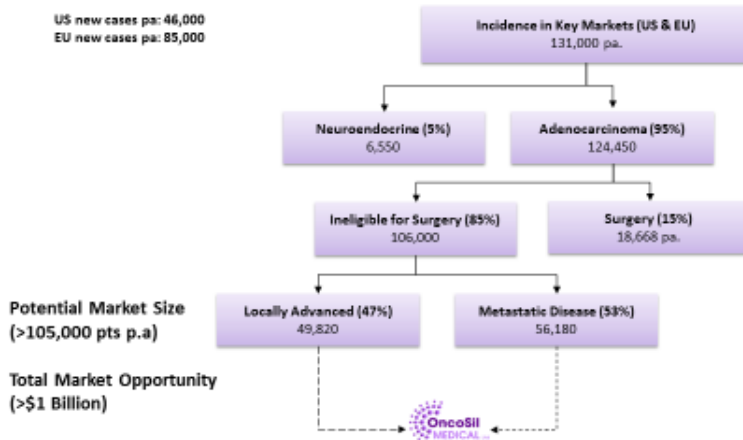 US new cases pa: 46,000
EU new cases pa: 85,000
Incidence in Key Markets (US & EU)
131,000 pa.
Neuroendocrine (5%)
6,550
Adenocarcinoma (95%)
124,450
Ineligible for Surgery (85%)
106,000
Surgery (15%)
18,668 pa.
Potential Market Size
(>105,000 pts p.a)
Locally Advanced (47%)
49,820
Metastatic Disease (53%)
56,180
Total Market Opportunity
(>$1 Billion)
OncoSil
MEDICAL